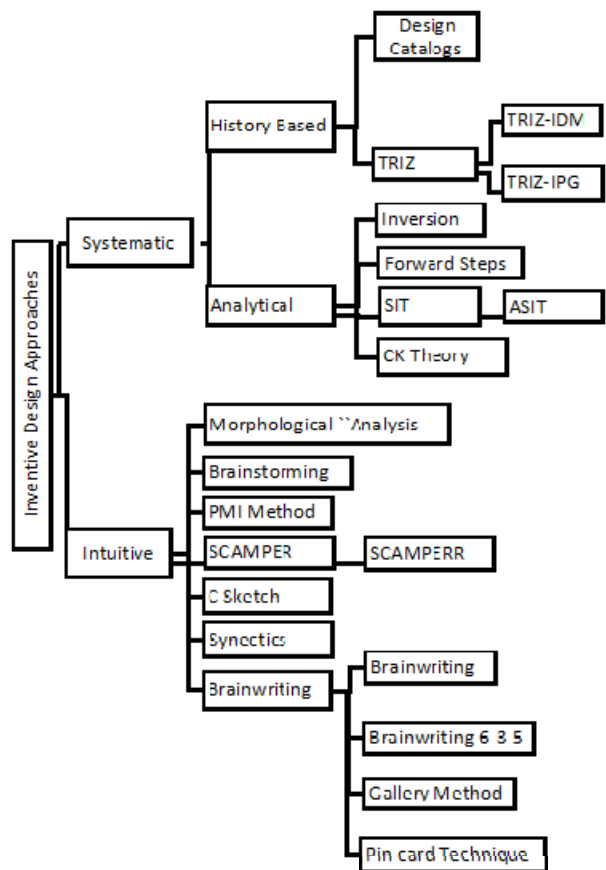 Design
Catalogs
History Based
TRIZ-IDM
TRIZ
TRIZ-IPG
Inversion
Systematic
Forward Steps
Analytical
SIT
ASIT
CK Theory
Inventive Design Approaches
Morphological ``Analysis
Brainstorming
PMI Method
Intuitive
SCAMPER
SCAMPERR
C Sketch
Synectics
Brainwriting
Brainwriting
Brainwriting 6 3 5
Gallery Method
Pin card Technique